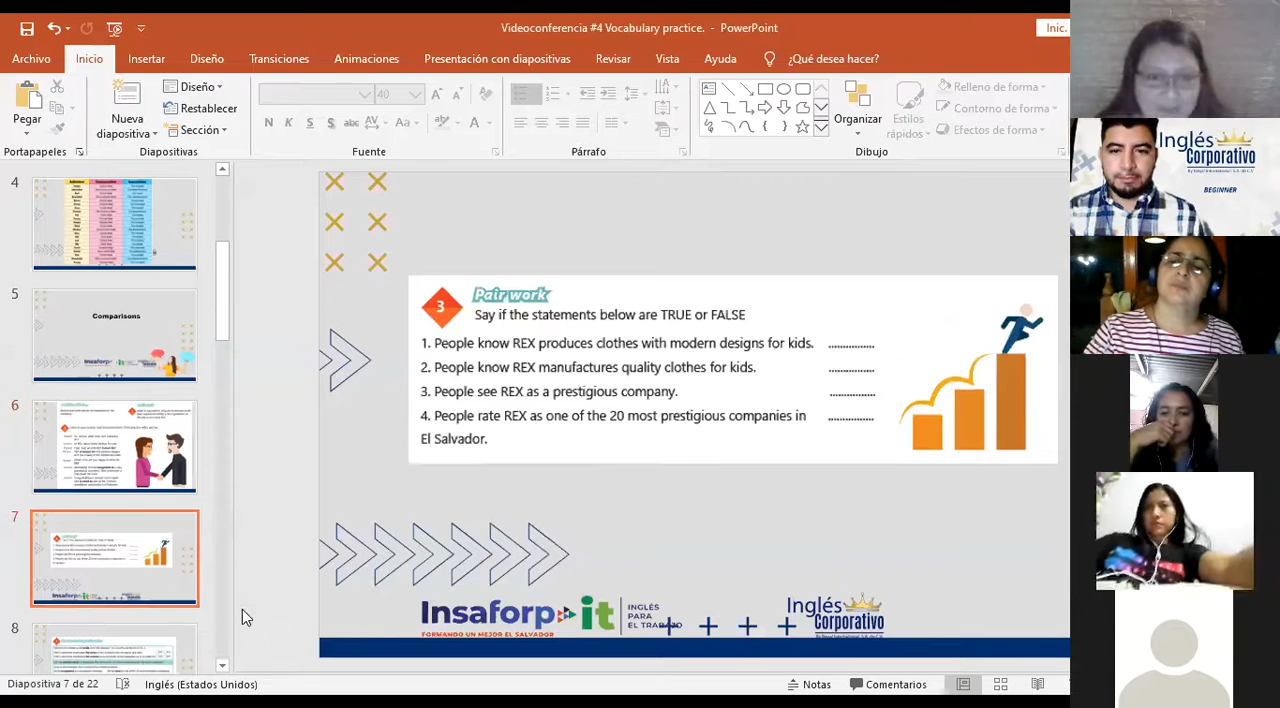 Videoconferencia #4 Vocabulary practice. - PowerPoint
Inic.
Archivo Inicio Insertar Diseño Transiciones Animaciones Presentación con diapositivas Revisar Vista Ayuda ¿Qué desea hacer?
Pegar
Nueva
diapositiva
Diseño
Restablecer
Sección
40
N K S S abc AV
Aa A
Organizar
Estilos
rápidos
Relleno de forma
Contorno de forma
Efectos de forma
Portapapeles Diapositivas Fuente Párrafo Dibujo
4
5
Comparisons
6
7
8
3
Pair work
Say if the statements below are TRUE or FALSE
1. People know REX produces clothes with modern designs for kids. ................
2. People know REX manufactures quality clothes for kids. ................
3. People see REX as a prestigious company. ................
4. People rate REX as one of the 20 most prestigious companies in ................
El Salvador.
Insaforp it
FORMANDO UN MEJOR EL SALVADOR
INGLÉS
PARA
EL TRABAJO
Inglés
Corporativo
Inglés
Corporativo
BEGINNER
Diapositiva 7 de 22 Inglés (Estados Unidos) Notas Comentarios